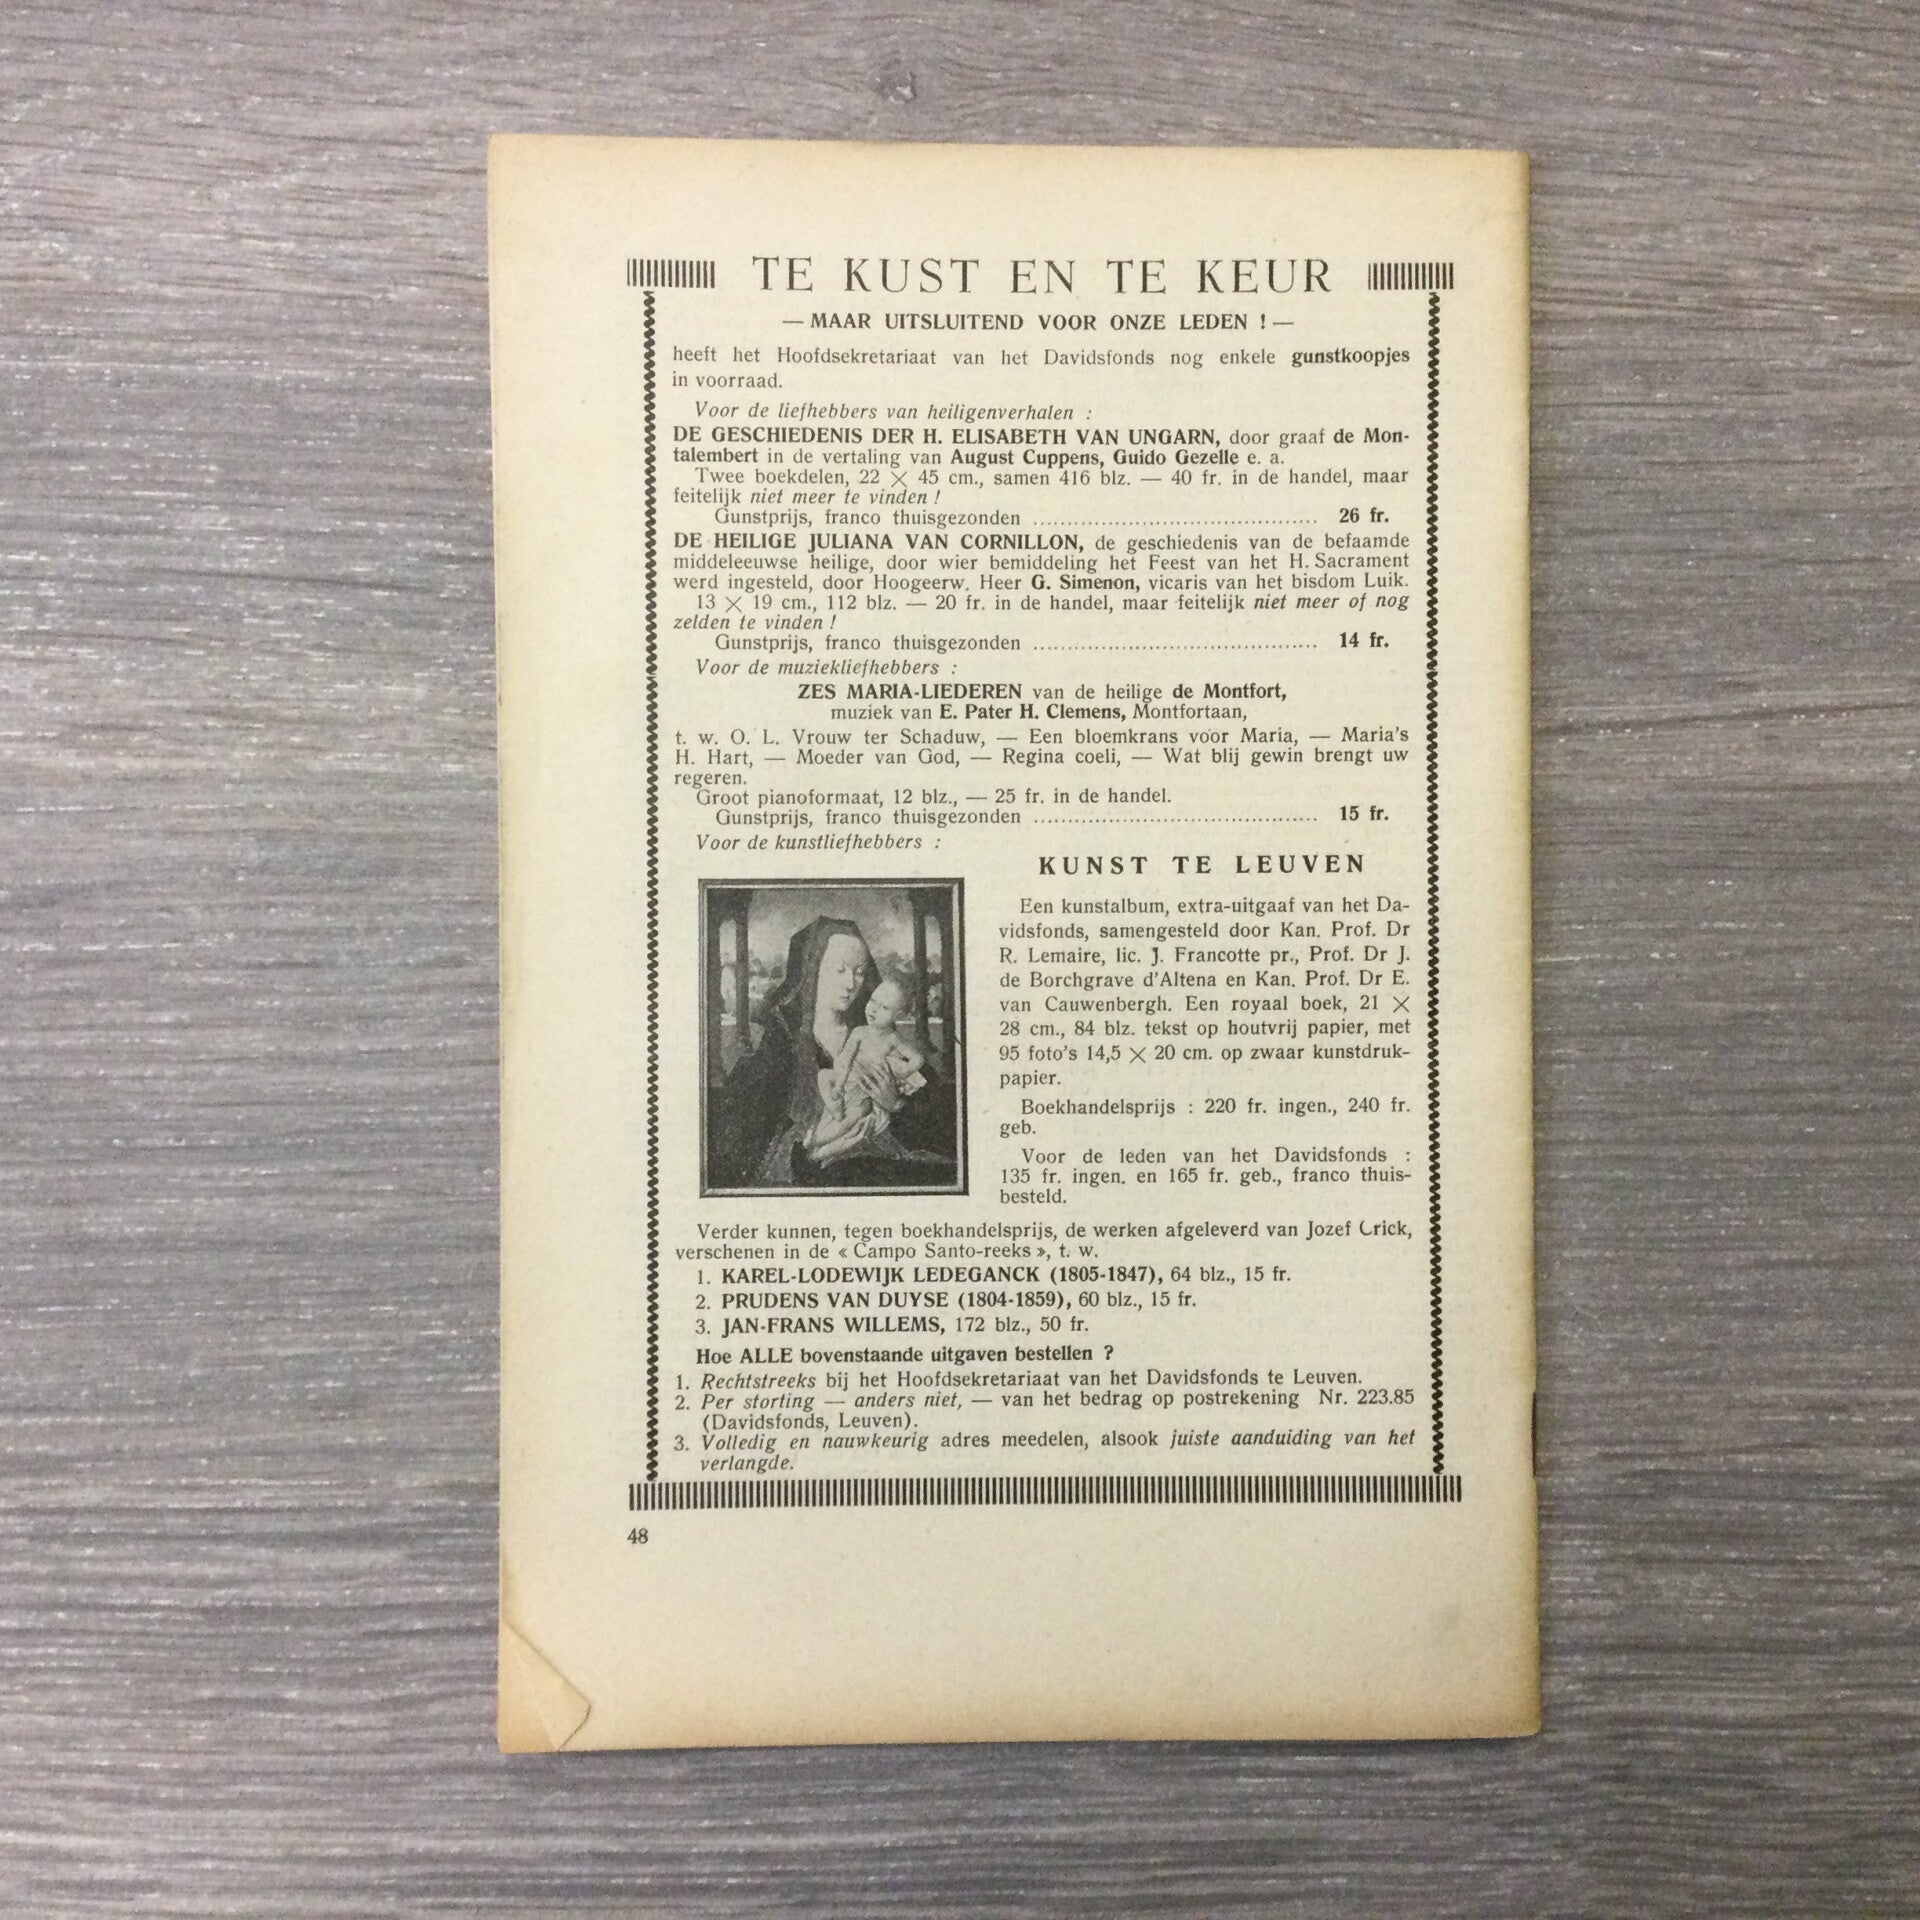 TE KUST EN TE KEUR
— MAAR UITSLUITEND VOOR ONZE LEDEN ! —
heeft het Hoofdsekretariaat van het Davidsfonds nog enkele gunstkoopjes
in voorraad.
Voor de liefhebbers van heiligenverhalen :
DE GESCHIEDENIS DER H. ELISABETH VAN UNGARN, door graaf de Mon-
talembert in de vertaling van August Cuppens, Guido Gezelle e. a.
Twee boekdelen, 22 × 45 cm., samen 416 blz. — 40 fr. in de handel, maar
feitelijk niet meer te vinden !
Gunstprijs, franco thuisgezonden .......................................... 26 fr.
DE HEILIGE JULIANA VAN CORNILLON, de geschiedenis van de befaamde
middeleeuwse heilige, door wier bemiddeling het Feest van het H. Sacrament
werd ingesteld, door Hoogeerw. Heer G. Simenon, vicaris van het bisdom Luik.
13 × 19 cm., 112 blz. — 20 fr. in de handel, maar feitelijk niet meer of nog
zelden te vinden !
Gunstprijs, franco thuisgezonden .......................................... 14 fr.
Voor de muziekliefhebbers :
ZES MARIA-LIEDEREN van de heilige de Montfort,
muziek van E. Pater H. Clemens, Montfortaan,
t. w. O. L. Vrouw ter Schaduw, — Een bloemkrans voor Maria, — Maria's
H. Hart, — Moeder van God, — Regina coeli, — Wat blij gewin brengt uw
regeren.
Groot pianoformaat, 12 blz., — 25 fr. in de handel.
Gunstprijs, franco thuisgezonden .......................................... 15 fr.
Voor de kunstliefhebbers :
KUNST TE LEUVEN
Een kunstalbum, extra-uitgaaf van het Da-
vidsfonds, samengesteld door Kan. Prof. Dr
R. Lemaire, lic. J. Francotte pr., Prof. Dr J.
de Borchgrave d'Altena en Kan. Prof. Dr E.
van Cauwenbergh. Een royaal boek, 21 ×
28 cm., 84 blz. tekst op houtvrij papier, met
95 foto's 14,5 × 20 cm. op zwaar kunstdruk-
papier.
Boekhandelsprijs : 220 fr. ingen., 240 fr.
geb.
Voor de leden van het Davidsfonds :
135 fr. ingen. en 165 fr. geb., franco thuis-
besteld.
Verder kunnen, tegen boekhandelsprijs, de werken afgeleverd van Jozef Crick,
verschenen in de « Campo Santo-reeks », t. w.
1. KAREL-LODEWIJK LEDEGANCK (1805-1847), 64 blz., 15 fr.
2. PRUDENS VAN DUYSE (1804-1859), 60 blz., 15 fr.
3. JAN-FRANS WILLEMS, 172 blz., 50 fr.
Hoe ALLE bovenstaande uitgaven bestellen ?
1. Rechtstreeks bij het Hoofdsekretariaat van het Davidsfonds te Leuven.
2. Per storting — anders niet, — van het bedrag op postrekening Nr. 223.85
(Davidsfonds, Leuven).
3. Volledig en nauwkeurig adres meedelen, alsook juiste aanduiding van het
verlangde.
48